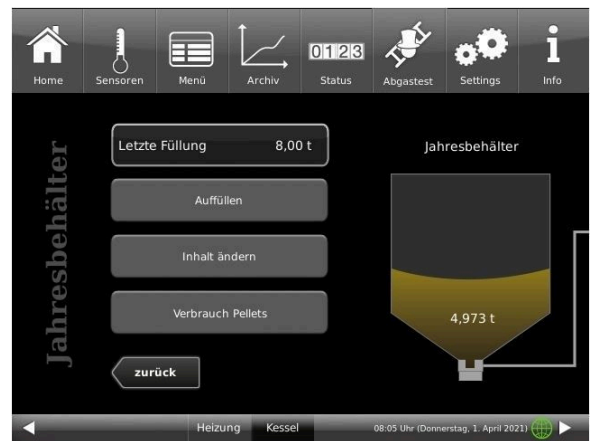 Home Sensoren Menü Archiv 0123 Status Abgastest Settings Info
Jahresbehälter
Letzte Füllung 8,00 t
Auffüllen
Inhalt ändern
Verbrauch Pellets
zurück
Jahresbehälter
4,973 t
Heizung Kessel 08:05 Uhr (Donnerstag, 1. April 2021)